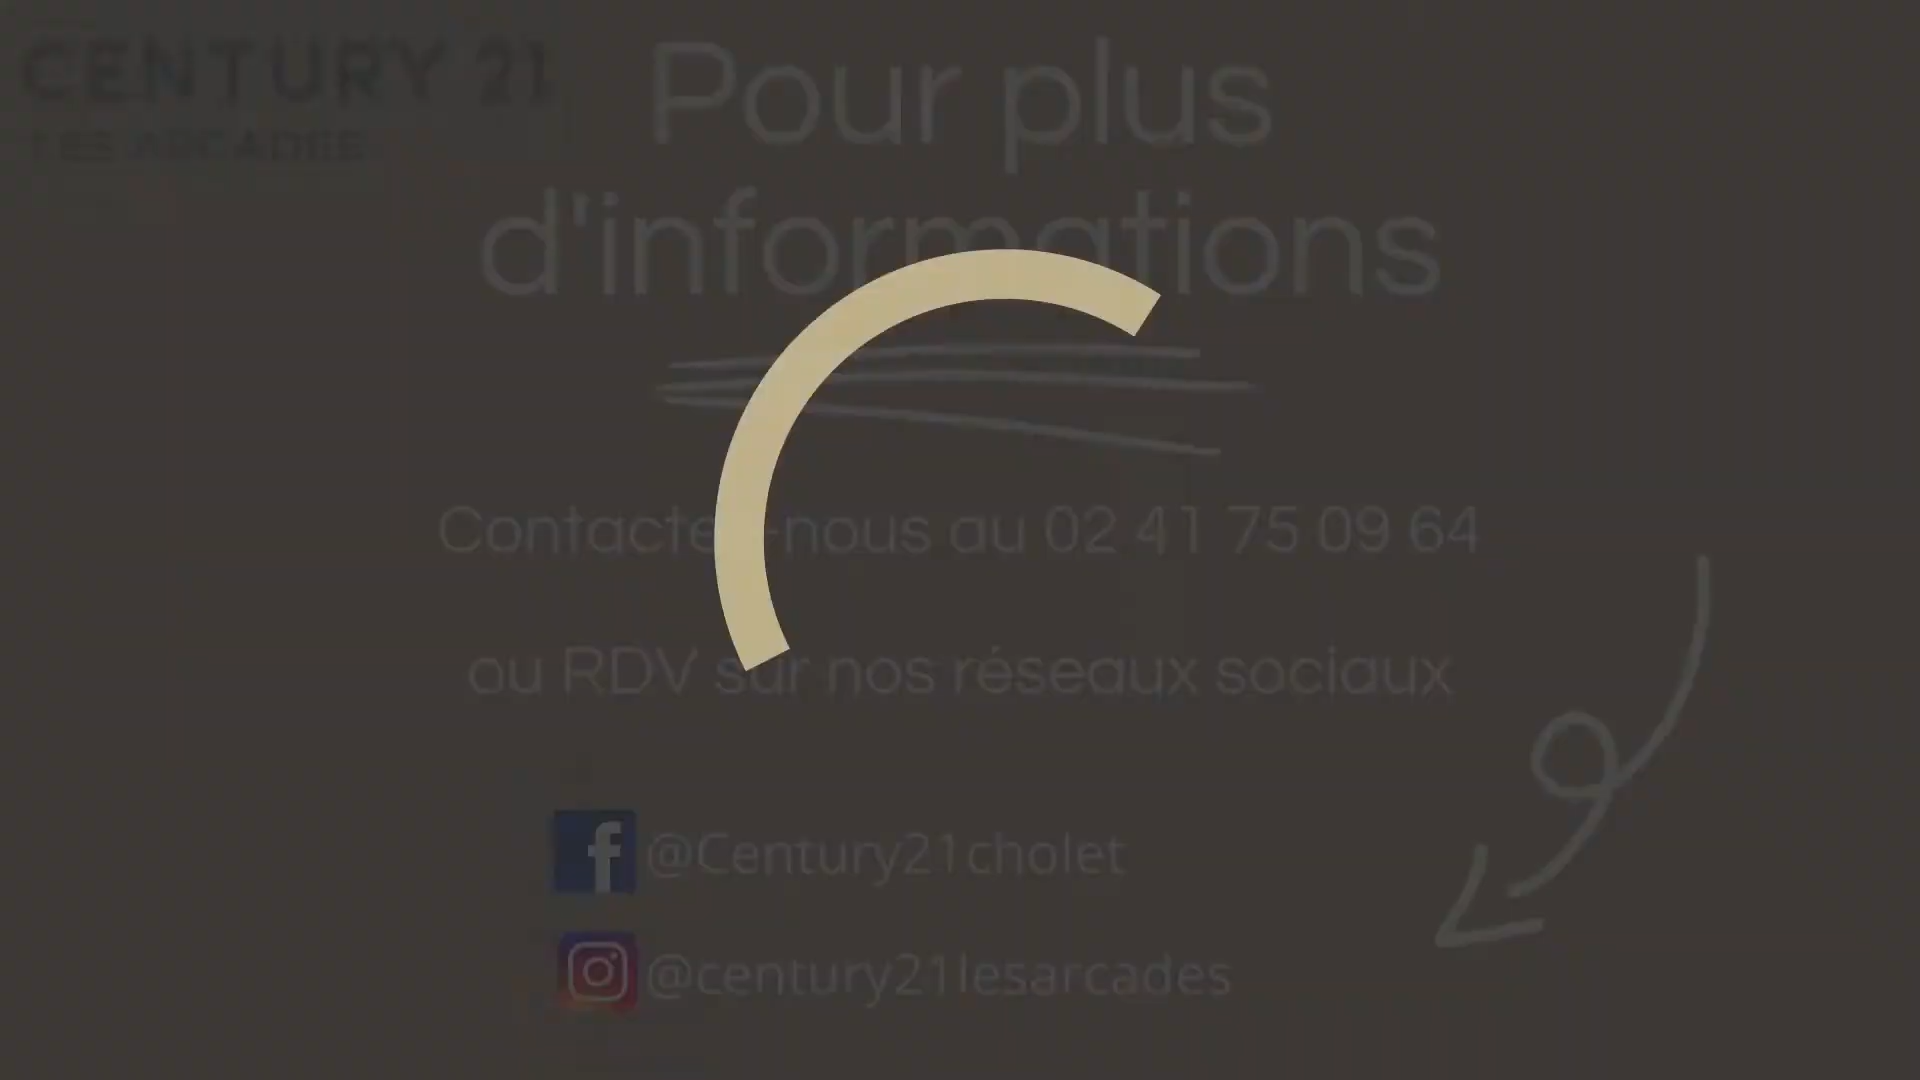 CENTURY 21
LES ARCADES
Pour plus
d'informations
Contactez-nous au 02 41 75 09 64
ou RDV sur nos réseaux sociaux
@Century21cholet
@century21lesarcades